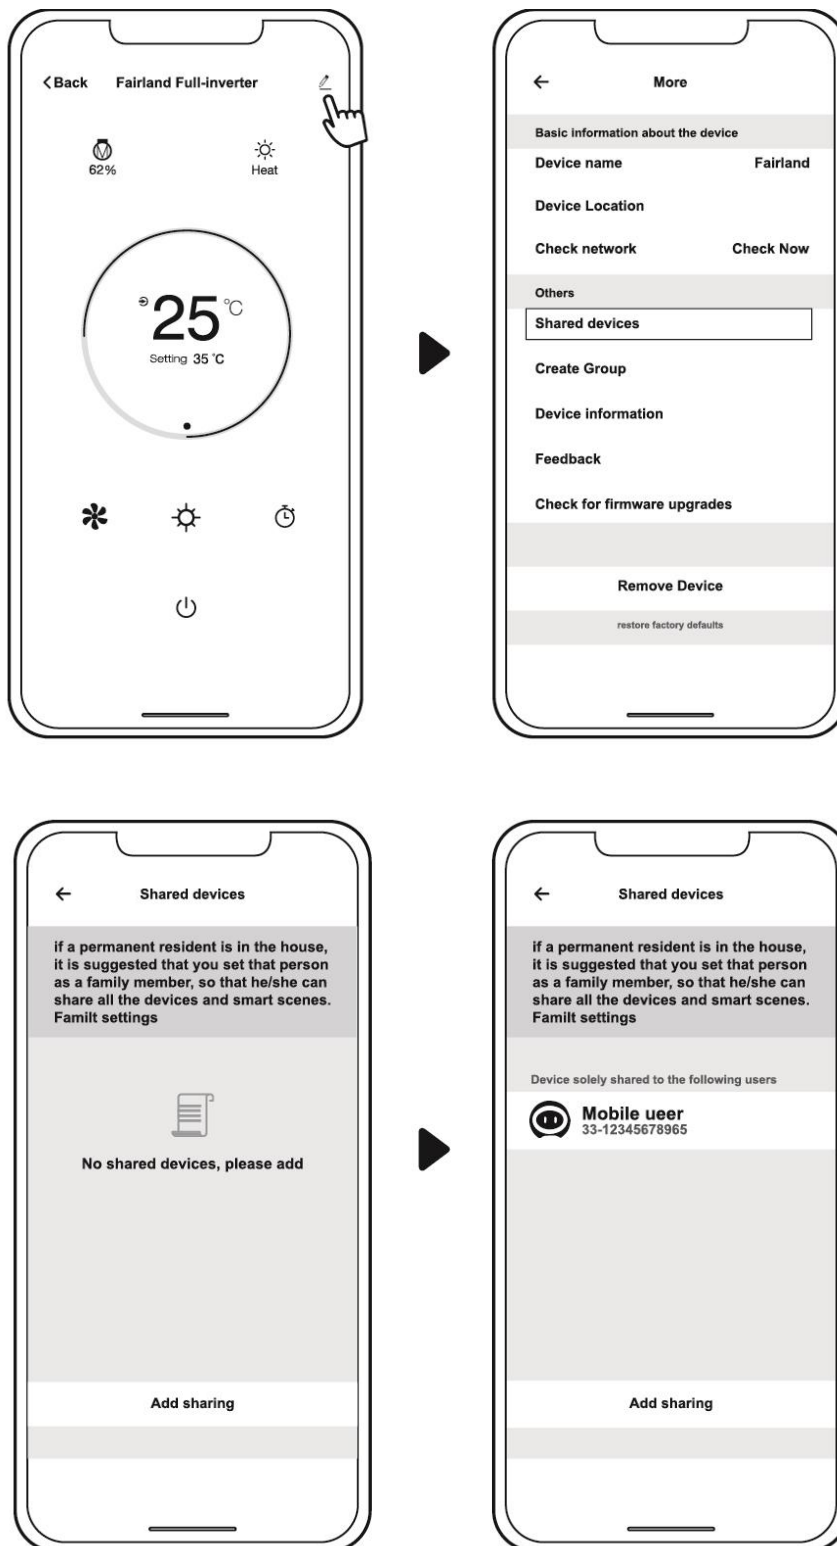 Back Fairland Full-inverter
62% Heat
25 °C
Setting 35 °C
More
Basic information about the device
Device name Fairland
Device Location
Check network Check Now
Others
Shared devices
Create Group
Device information
Feedback
Check for firmware upgrades
Remove Device
restore factory defaults
Shared devices
if a permanent resident is in the house,
it is suggested that you set that person
as a family member, so that he/she can
share all the devices and smart scenes.
Familt settings
No shared devices, please add
Add sharing
Shared devices
if a permanent resident is in the house,
it is suggested that you set that person
as a family member, so that he/she can
share all the devices and smart scenes.
Familt settings
Device solely shared to the following users
Mobile ueer
33-12345678965
Add sharing